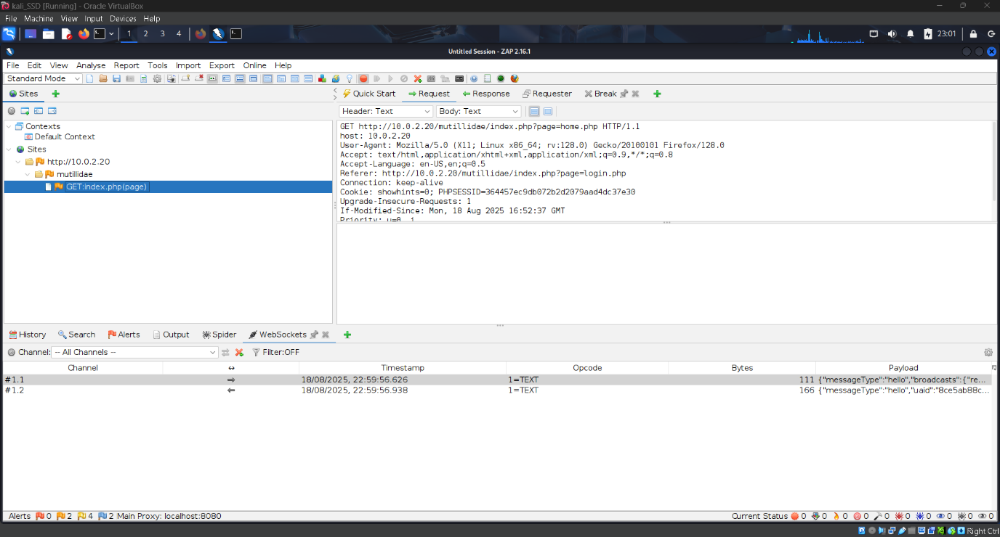 kali_SSD [Running] - Oracle VirtualBox
File Machine View Input Devices Help
1 2 3 4
23:01
Untitled Session - ZAP 2.16.1
File Edit View Analyse Report Tools Import Export Online Help
Standard Mode
Sites
Quick Start Request Response Requester Break
Header: Text Body: Text
Contexts
Default Context
Sites
http://10.0.2.20
mutillidae
GET:index.php(page)
GET http://10.0.2.20/mutillidae/index.php?page=home.php HTTP/1.1
host: 10.0.2.20
User-Agent: Mozilla/5.0 (X11; Linux x86_64; rv:128.0) Gecko/20100101 Firefox/128.0
Accept: text/html,application/xhtml+xml,application/xml;q=0.9,*/*;q=0.8
Accept-Language: en-US,en;q=0.5
Referer: http://10.0.2.20/mutillidae/index.php?page=login.php
Connection: keep-alive
Cookie: showhints=0; PHPSESSID=364457ec9db072b2d2079aad4dc37e30
Upgrade-Insecure-Requests: 1
If-Modified-Since: Mon, 18 Aug 2025 16:52:37 GMT
Priority: u=0, i
History Search Alerts Output Spider WebSockets
Channel: -- All Channels -- Filter:OFF
Channel Timestamp Opcode Bytes Payload
#1.1 18/08/2025, 22:59:56.626 1=TEXT 111 {"messageType":"hello","broadcasts":{"re...
#1.2 18/08/2025, 22:59:56.938 1=TEXT 166 {"messageType":"hello","uaid":"8ce5ab88c...
Alerts 0 2 4 2 Main Proxy: localhost:8080
Current Status 0 0 0 0 0 0 0 0 0 0
Right Ctrl